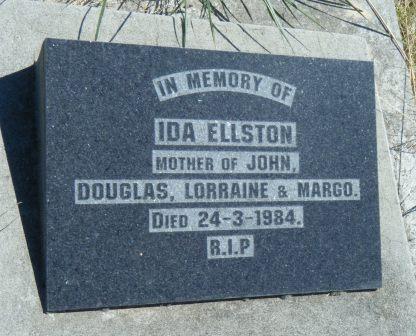 IN MEMORY OF
IDA ELLSTON
MOTHER OF JOHN,
DOUGLAS, LORRAINE & MARGO.
DIED 24-3-1984.
R.I.P